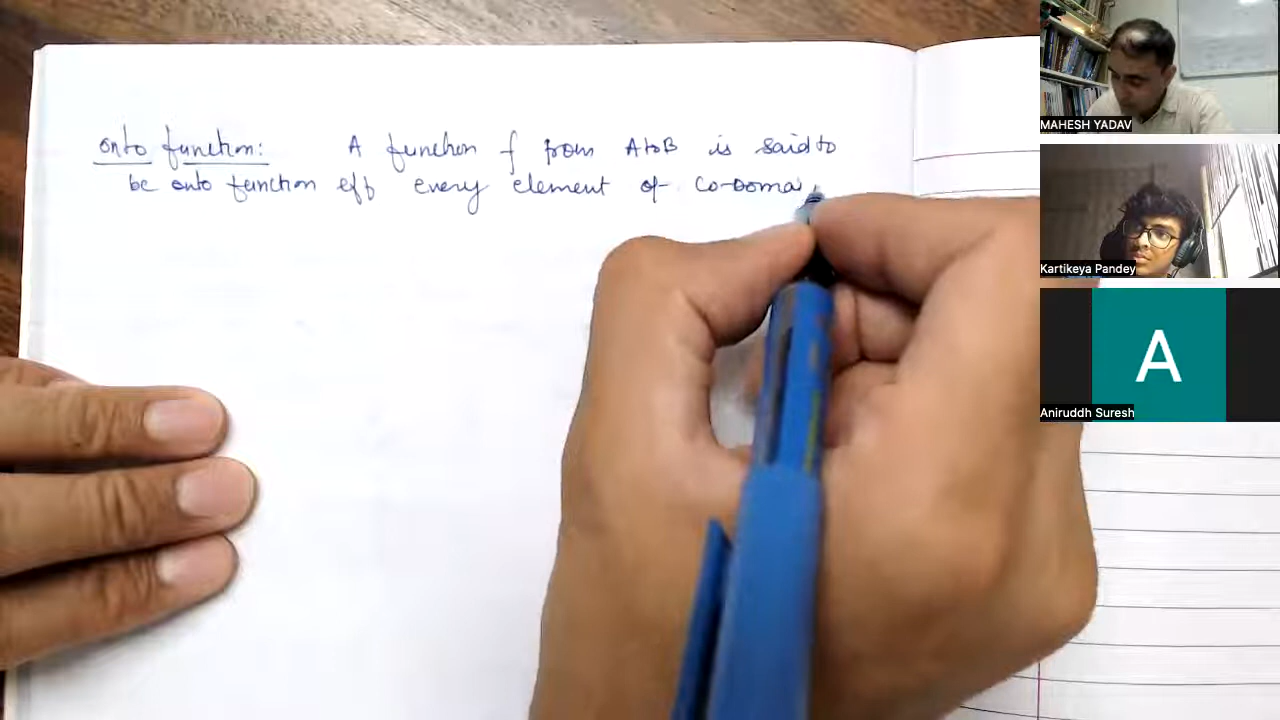 onto function: A function f from A to B is said to
be onto function iff every element of Co-Doma
MAHESH YADAV
Kartikeya Pandey
A
Aniruddh Suresh